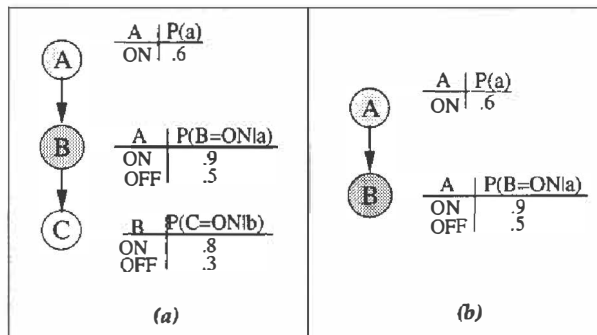 A P(a)
ON .6
A
B
A P(B=ON|a)
ON .9
OFF .5
C
B P(C=ON|b)
ON .8
OFF .3
(a)
A P(a)
ON .6
A
A P(B=ON|a)
B
ON .9
OFF .5
(b)